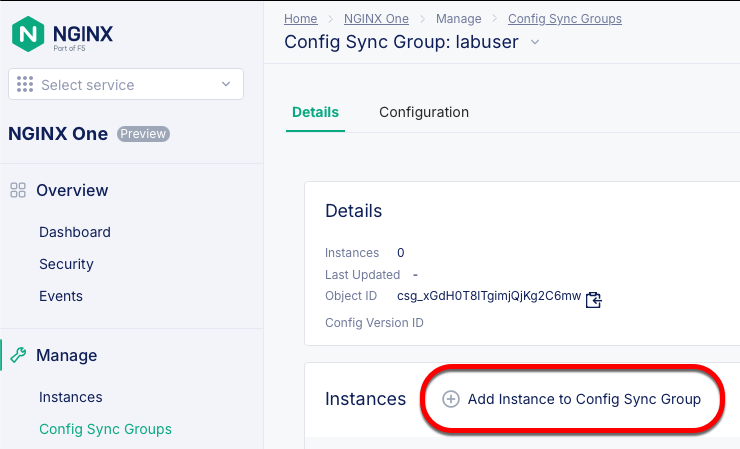 NGINX
Part of F5
Select service
NGINX One Preview
Overview
Dashboard
Security
Events
Manage
Instances
Config Sync Groups
Home > NGINX One > Manage > Config Sync Groups
Config Sync Group: labuser
Details Configuration
Details
Instances 0
Last Updated -
Object ID csg_xGdH0T8ITgimjQjKg2C6mw
Config Version ID
Instances Add Instance to Config Sync Group